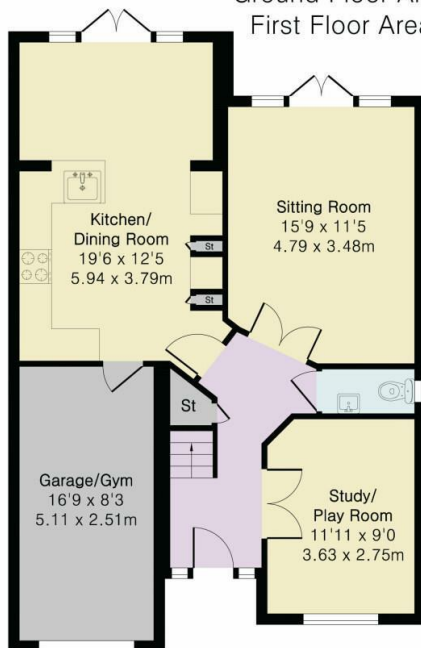 First Floor Area
Kitchen/
Dining Room
19'6 x 12'5
5.94 x 3.79m
St
St
Sitting Room
15'9 x 11'5
4.79 x 3.48m
St
Garage/Gym
16'9 x 8'3
5.11 x 2.51m
Study/
Play Room
11'11 x 9'0
3.63 x 2.75m